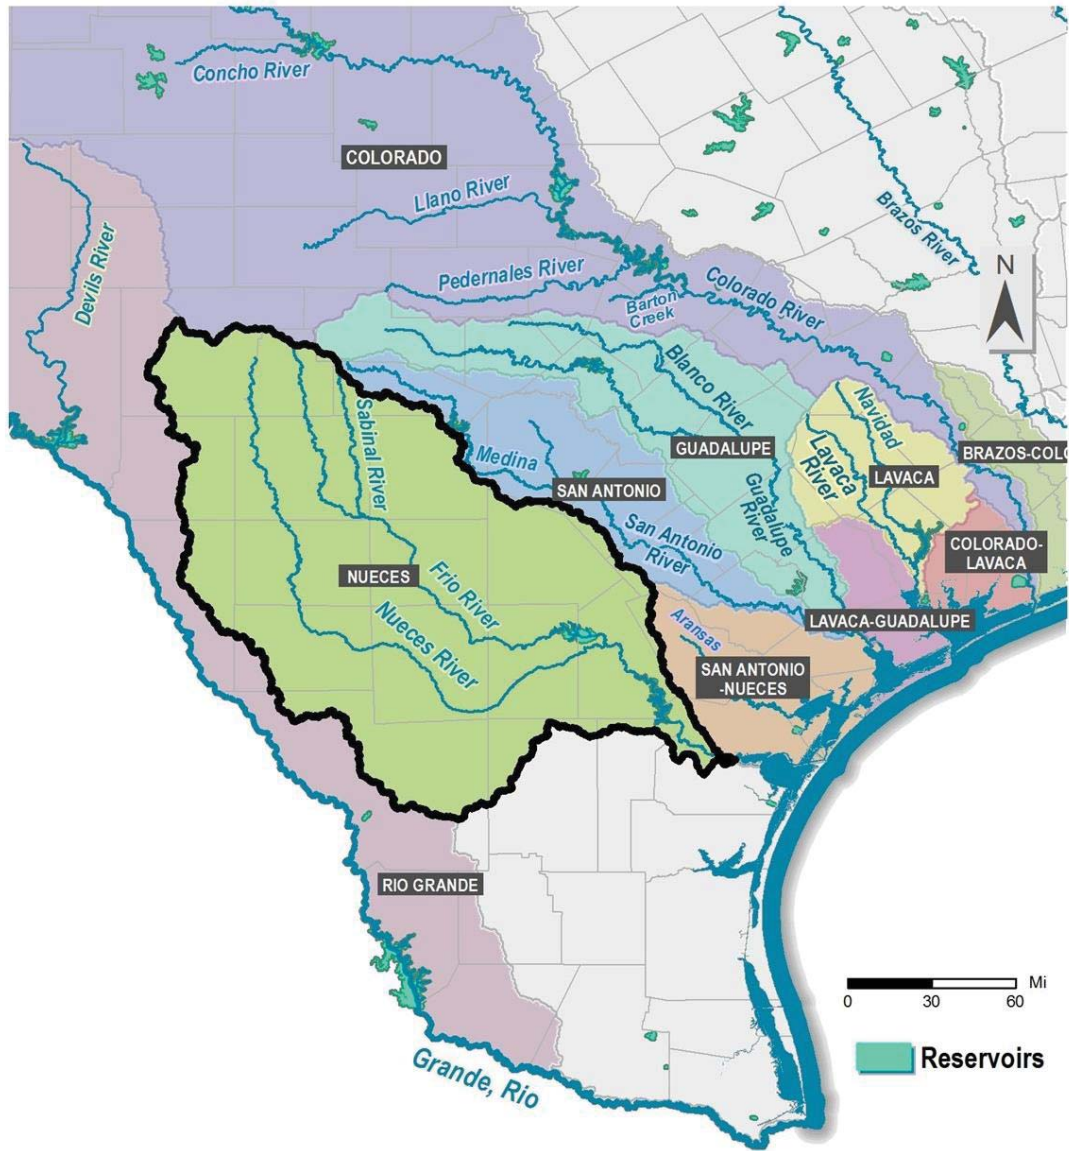 Concho River
COLORADO
Llano River
Brazos River
Devils River
Pedernales River
Barton
Creek
Colorado River
N
Blanco River
Sabinal River
Navidad
Lavaca
River
GUADALUPE
BRAZOS-COLO
Medina
LAVACA
SAN ANTONIO
Guadalupe
River
San Antonio
River
COLORADO-
LAVACA
NUECES
Frio River
Nueces River
Aransas
LAVACA-GUADALUPE
SAN ANTONIO
-NUECES
RIO GRANDE
Mi
0 30 60
Reservoirs
Grande, Rio